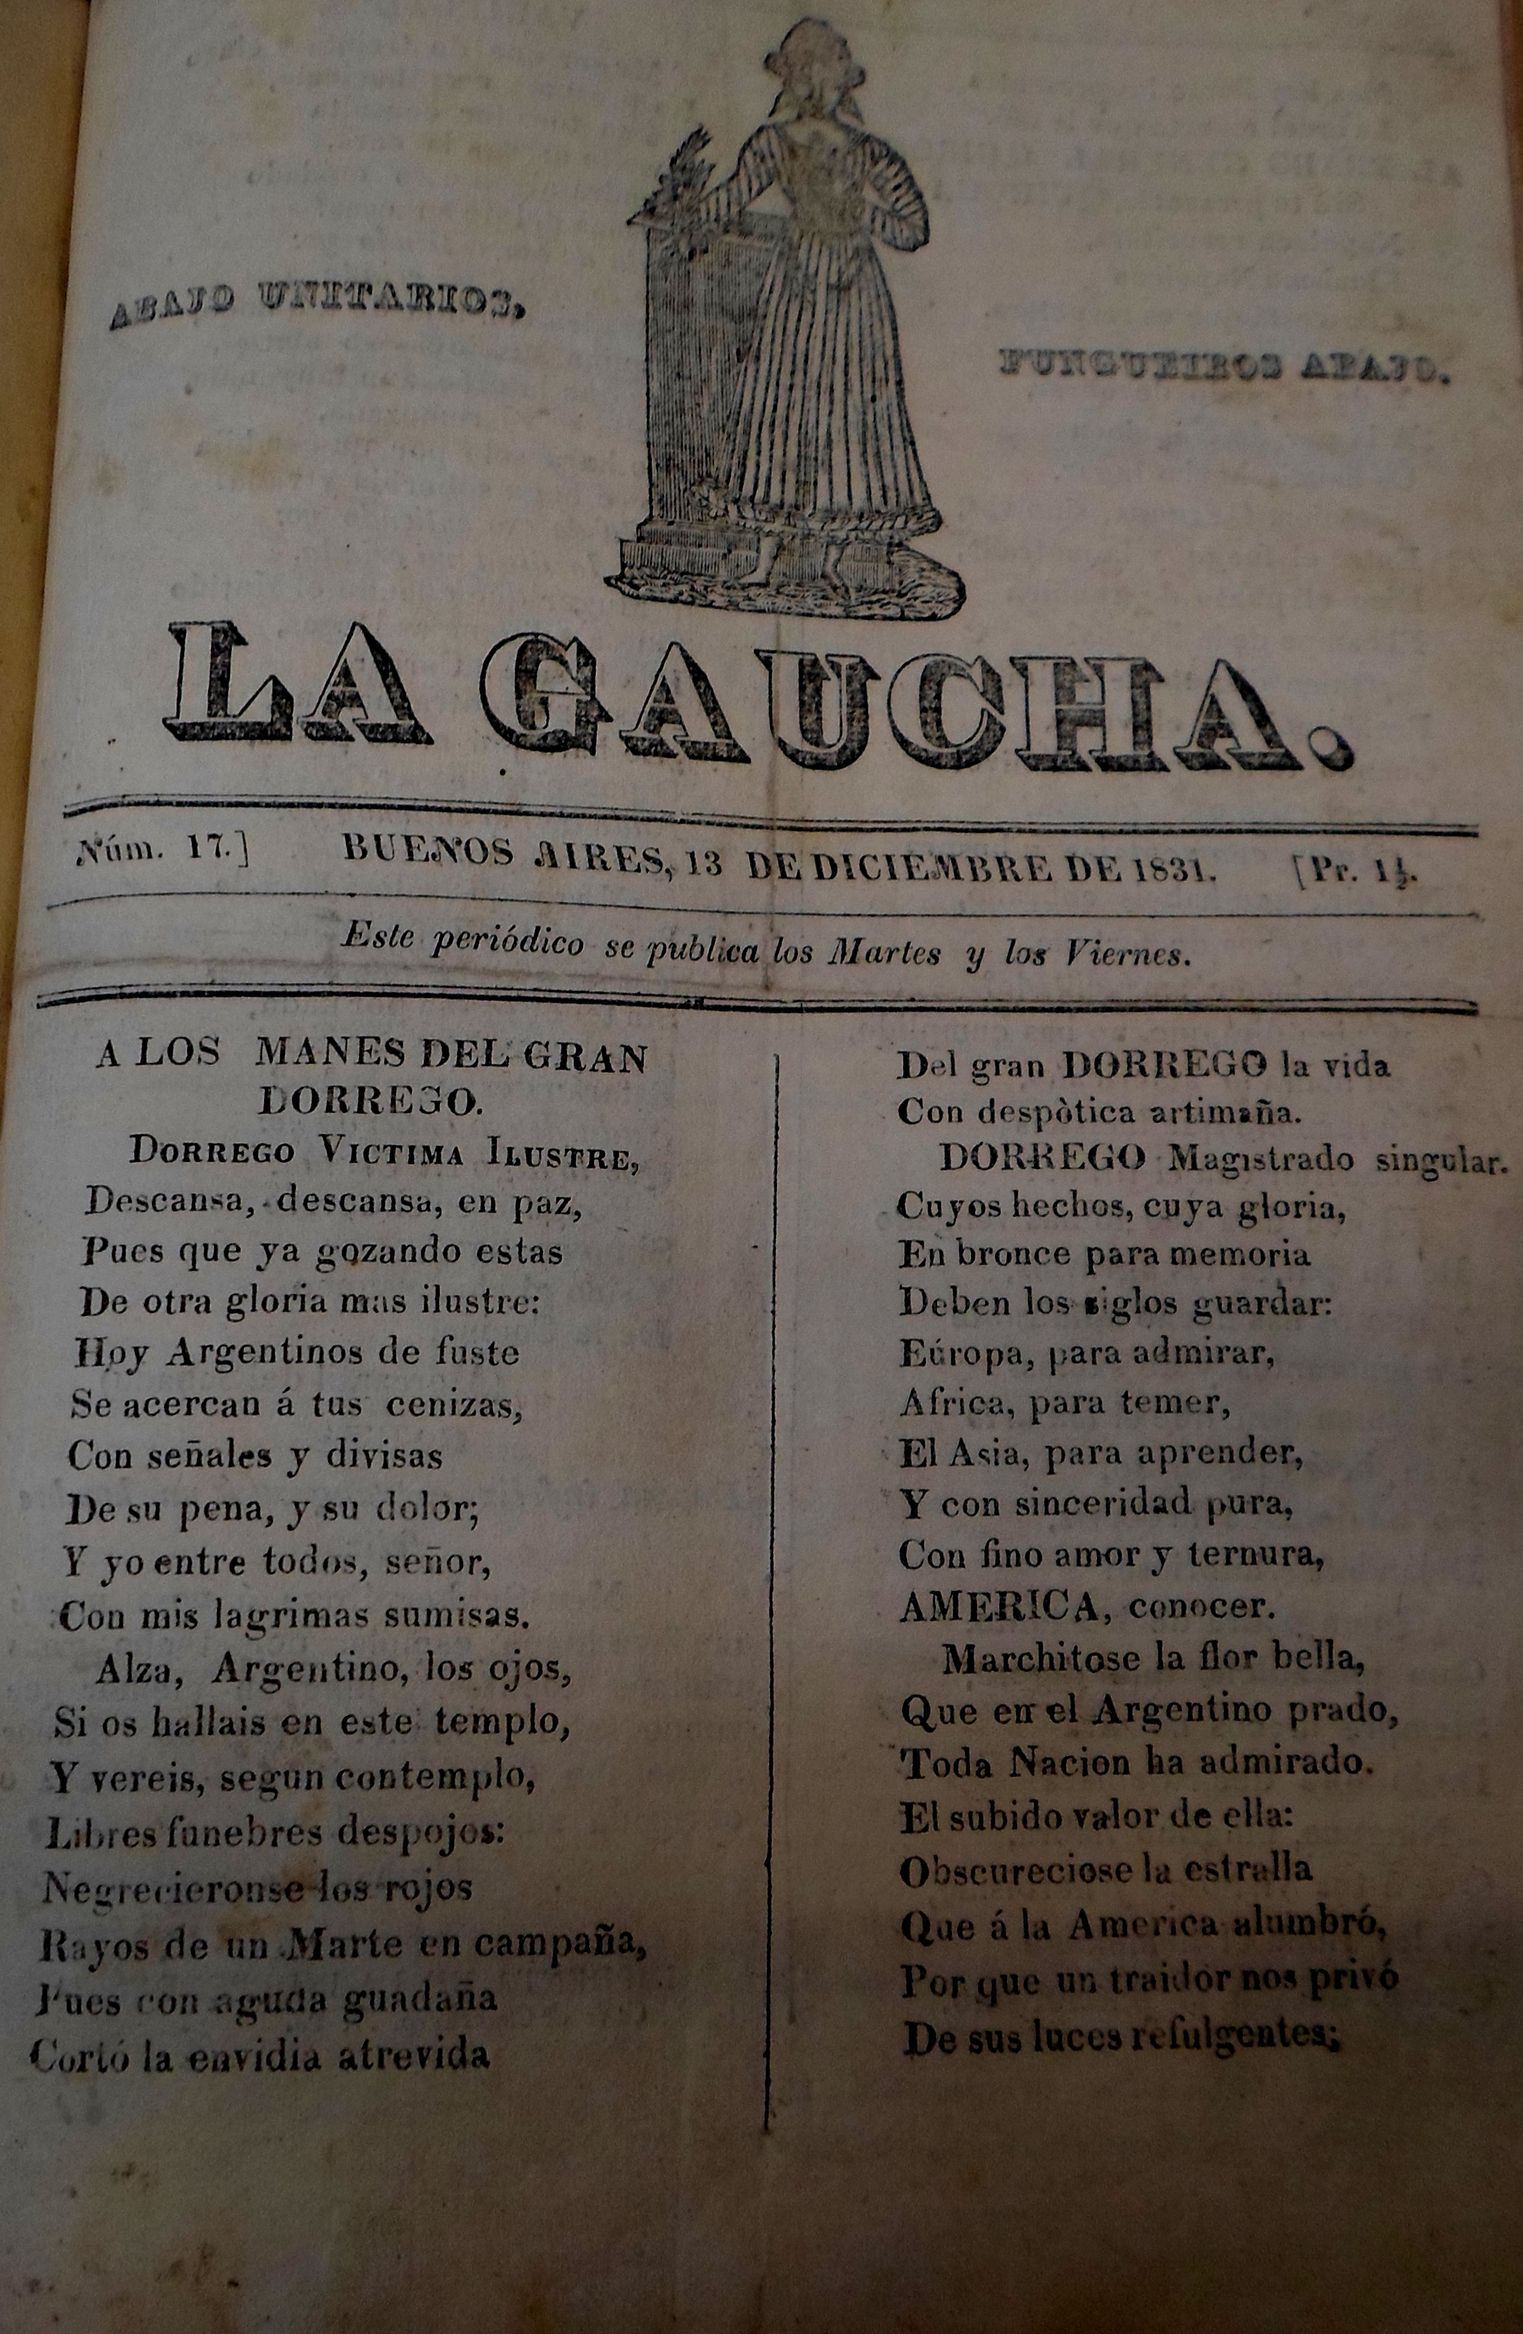 ABAJO UNITARIOS,
FUNGUEIROS ABAJO.
LA GAUCHA.
Núm. 17.] BUENOS AIRES, 13 DE DICIEMBRE DE 1831. [Pr. 1½.
Este periódico se publica los Martes y los Viernes.
A LOS MANES DEL GRAN
DORREGO.
DORREGO VICTIMA ILUSTRE,
Descansa, descansa, en paz,
Pues que ya gozando estas
De otra gloria mas ilustre:
Hoy Argentinos de fuste
Se acercan á tus cenizas,
Con señales y divisas
De su pena, y su dolor;
Y yo entre todos, señor,
Con mis lagrimas sumisas.
Alza, Argentino, los ojos,
Si os hallais en este templo,
Y vereis, segun contemplo,
Libres funebres despojos:
Negrecieronse los rojos
Rayos de un Marte en campaña,
Pues con aguda guadaña
Cortó la envidia atrevida
Del gran DORREGO la vida
Con despòtica artimaña.
DORREGO Magistrado singular.
Cuyos hechos, cuya gloria,
En bronce para memoria
Deben los siglos guardar:
Eúropa, para admirar,
Africa, para temer,
El Asia, para aprender,
Y con sinceridad pura,
Con fino amor y ternura,
AMERICA, conocer.
Marchitose la flor bella,
Que en el Argentino prado,
Toda Nacion ha admirado.
El subido valor de ella:
Obscureciose la estralla
Que á la America alumbró,
Por que un traidor nos privó
De sus luces refulgentes;